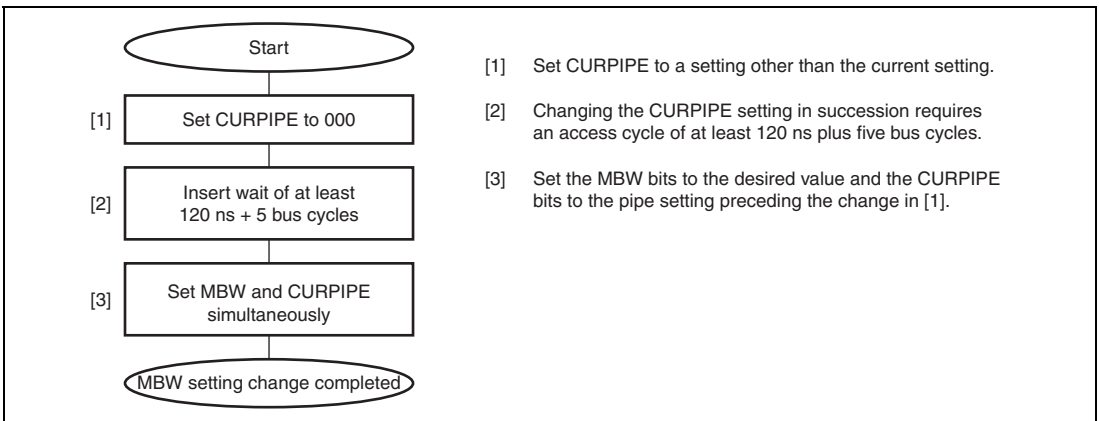 Start
[1] Set CURPIPE to 000
[2] Insert wait of at least
120 ns + 5 bus cycles
[3] Set MBW and CURPIPE
simultaneously
MBW setting change completed
[1] Set CURPIPE to a setting other than the current setting.
[2] Changing the CURPIPE setting in succession requires
an access cycle of at least 120 ns plus five bus cycles.
[3] Set the MBW bits to the desired value and the CURPIPE
bits to the pipe setting preceding the change in [1].